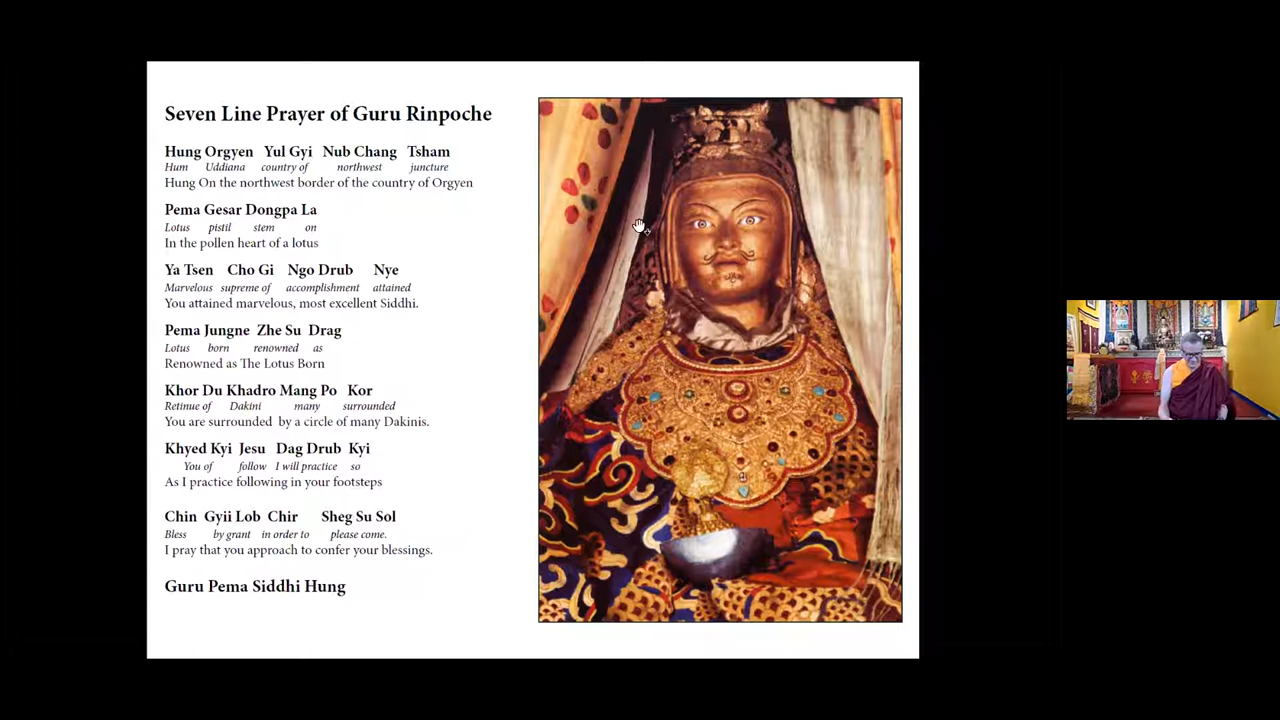 Seven Line Prayer of Guru Rinpoche
Hung Orgyen Yul Gyi Nub Chang Tsham
Hum Uddiana country of northwest juncture
Hung On the northwest border of the country of Orgyen
Pema Gesar Dongpa La
Lotus pistil stem on
In the pollen heart of a lotus
Ya Tsen Cho Gi Ngo Drub Nye
Marvelous supreme of accomplishment attained
You attained marvelous, most excellent Siddhi.
Pema Jungne Zhe Su Drag
Lotus born renowned as
Renowned as The Lotus Born
Khor Du Khadro Mang Po Kor
Retinue of Dakini many surrounded
You are surrounded by a circle of many Dakinis.
Khyed Kyi Jesu Dag Drub Kyi
You of follow I will practice so
As I practice following in your footsteps
Chin Gyii Lob Chir Sheg Su Sol
Bless by grant in order to please come.
I pray that you approach to confer your blessings.
Guru Pema Siddhi Hung